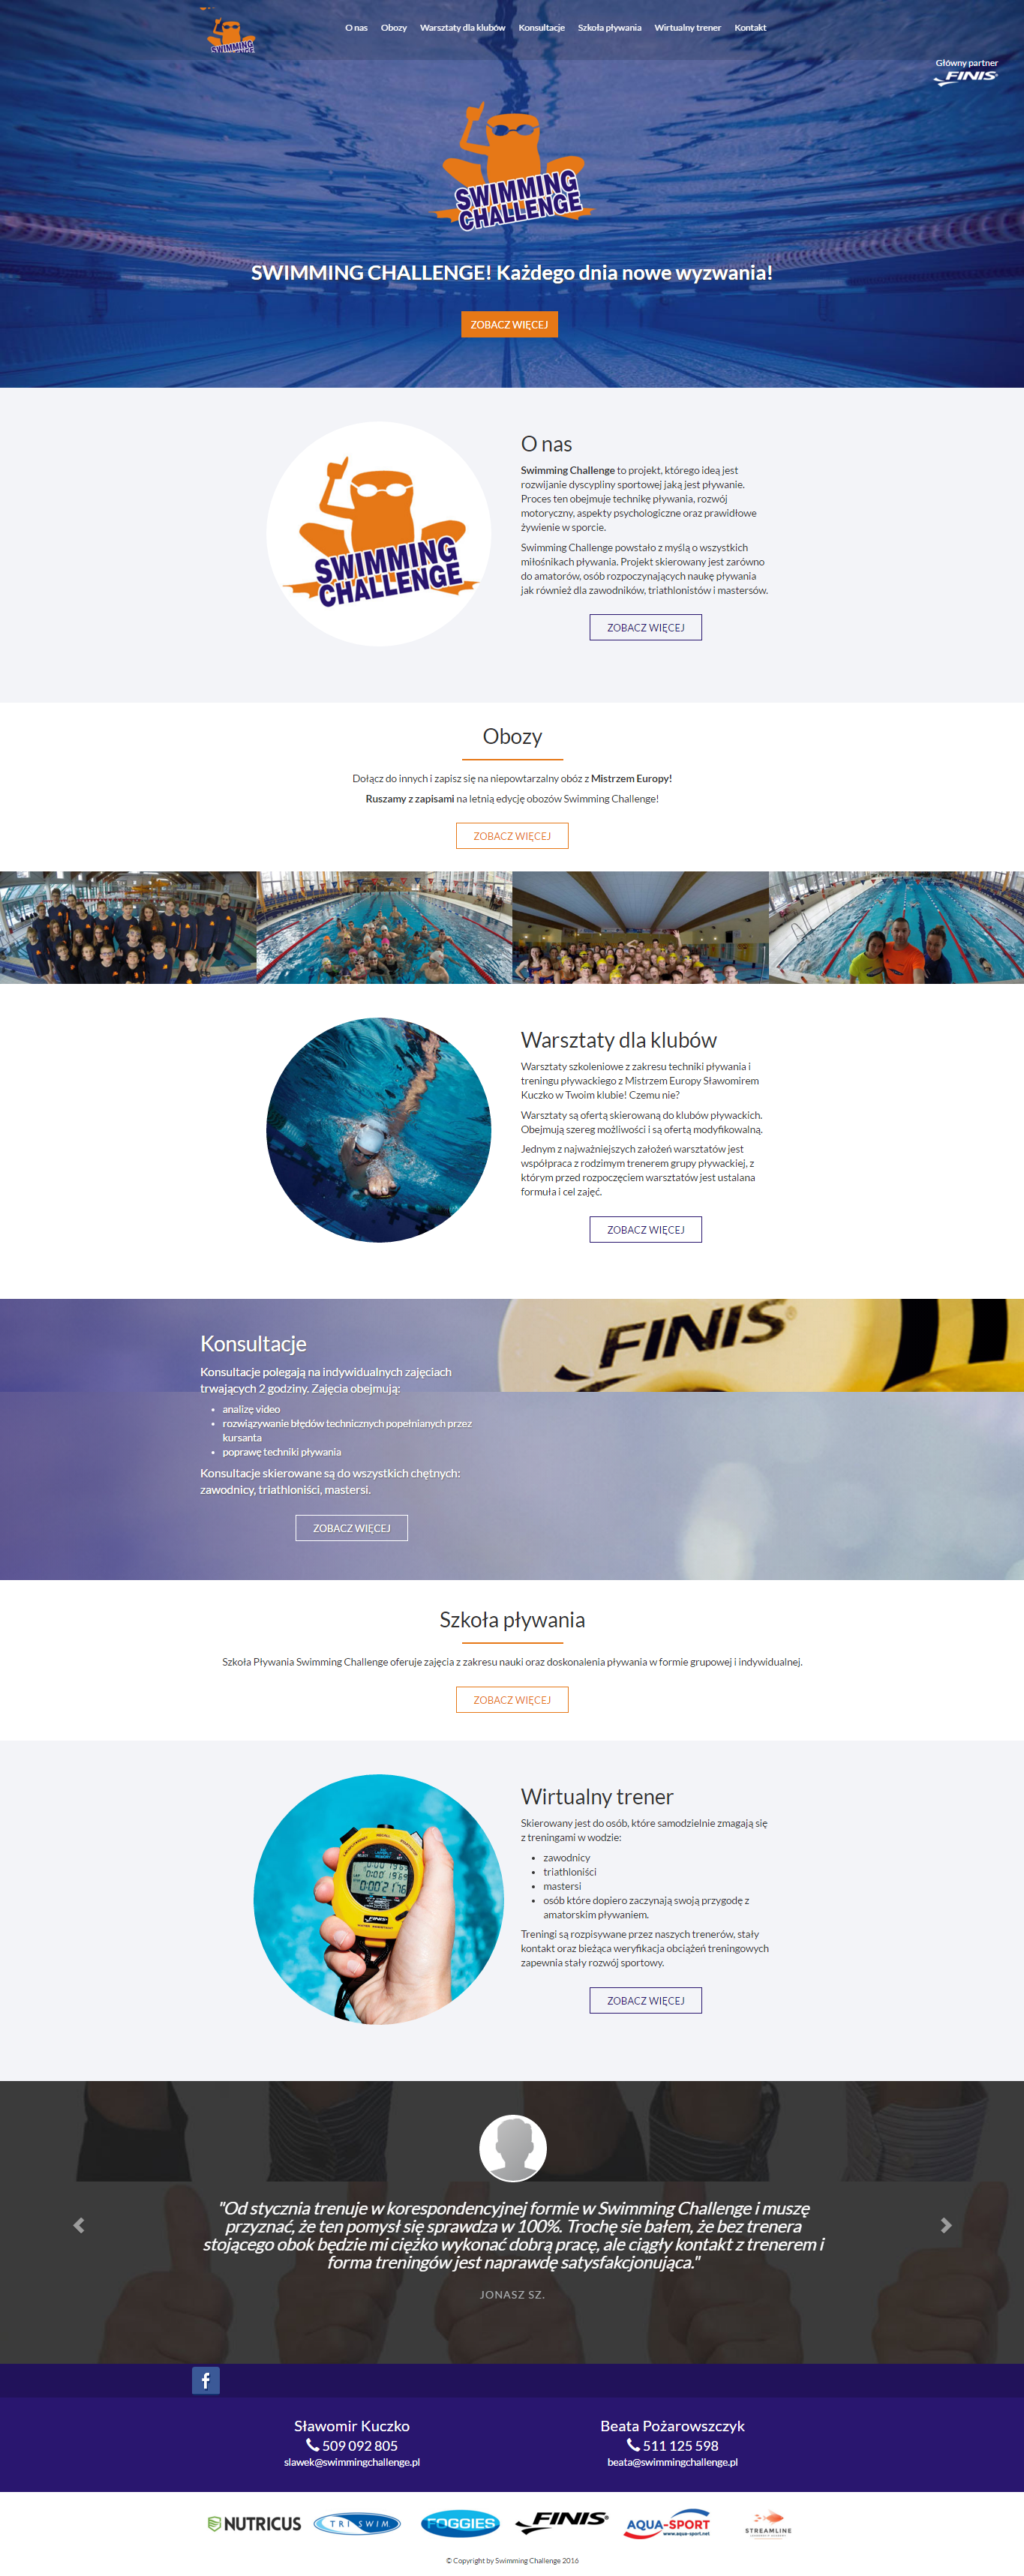 SWIMMING
O nas Obozy Warsztaty dla klubów Konsultacje Szkoła pływania Wirtualny trener Kontakt
Główny partner
FINIS
SWIMMING
CHALLENGE
SWIMMING CHALLENGE! Każdego dnia nowe wyzwania!
ZOBACZ WIĘCEJ
SWIMMING
CHALLENGE
O nas
Swimming Challenge to projekt, którego ideą jest
rozwijanie dyscypliny sportowej jaką jest pływanie.
Proces ten obejmuje technikę pływania, rozwój
motoryczny, aspekty psychologiczne oraz prawidłowe
żywienie w sporcie.
Swimming Challenge powstało z myślą o wszystkich
miłośnikach pływania. Projekt skierowany jest zarówno
do amatorów, osób rozpoczynających naukę pływania
jak również dla zawodników, triathlonistów i mastersów.
ZOBACZ WIĘCEJ
Obozy
Dołącz do innych i zapisz się na niepowtarzalny obóz z Mistrzem Europy!
Ruszamy z zapisami na letnią edycję obozów Swimming Challenge!
ZOBACZ WIĘCEJ
Warsztaty dla klubów
Warsztaty szkoleniowe z zakresu techniki pływania i
treningu pływackiego z Mistrzem Europy Sławomirem
Kuczko w Twoim klubie! Czemu nie?
Warsztaty są ofertą skierowaną do klubów pływackich.
Obejmują szereg możliwości i są ofertą modyfikowalną.
Jednym z najważniejszych założeń warsztatów jest
współpraca z rodzimym trenerem grupy pływackiej, z
którym przed rozpoczęciem warsztatów jest ustalana
formuła i cel zajęć.
ZOBACZ WIĘCEJ
FINIS
Konsultacje
Konsultacje polegają na indywidualnych zajęciach
trwających 2 godziny. Zajęcia obejmują:
analizę video
rozwiązywanie błędów technicznych popełnianych przez
kursanta
poprawę techniki pływania
Konsultacje skierowane są do wszystkich chętnych:
zawodnicy, triathloniści, mastersi.
ZOBACZ WIĘCEJ
Szkoła pływania
Szkoła Pływania Swimming Challenge oferuje zajęcia z zakresu nauki oraz doskonalenia pływania w formie grupowej i indywidualnej.
ZOBACZ WIĘCEJ
FINIS
Wirtualny trener
Skierowany jest do osób, które samodzielnie zmagają się
z treningami w wodzie:
zawodnicy
triathloniści
mastersi
osób które dopiero zaczynają swoją przygodę z
amatorskim pływaniem.
Treningi są rozpisywane przez naszych trenerów, stały
kontakt oraz bieżąca weryfikacja obciążeń treningowych
zapewnia stały rozwój sportowy.
ZOBACZ WIĘCEJ
"Od stycznia trenuje w korespondencyjnej formie w Swimming Challenge i muszę
przyznać, że ten pomysł się sprawdza w 100%. Trochę sie bałem, że bez trenera
stojącego obok będzie mi ciężko wykonać dobrą pracę, ale ciągły kontakt z trenerem i
forma treningów jest naprawdę satysfakcjonująca."
JONASZ SZ.
f
Sławomir Kuczko
509 092 805
slawek@swimmingchallenge.pl
Beata Pożarowszczyk
511 125 598
beata@swimmingchallenge.pl
NUTRICUS TRI SWIM FOGGIES FINIS AQUA-SPORT STREAMLINE
www.aqua-sport.net
© Copyright by Swimming Challenge 2016